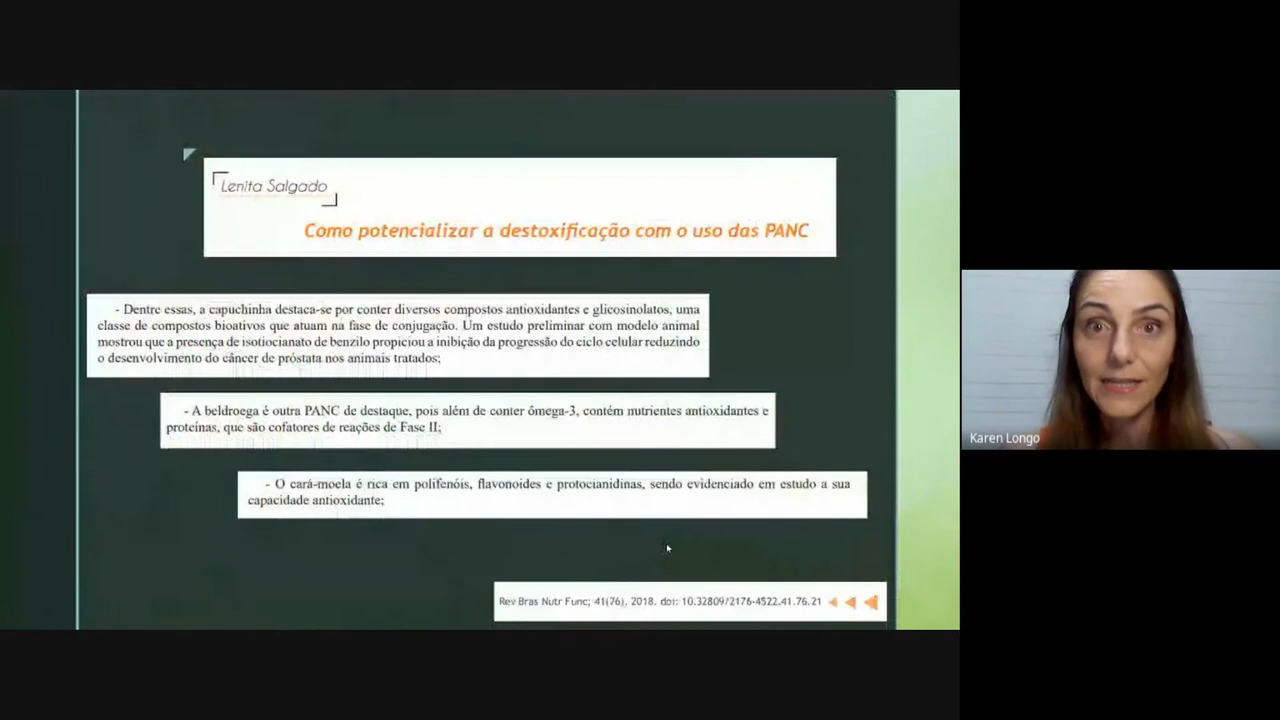 Lenita Salgado
Como potencializar a destoxificação com o uso das PANC
- Dentre essas, a capuchinha destaca-se por conter diversos compostos antioxidantes e glicosinolatos, uma
classe de compostos bioativos que atuam na fase de conjugação. Um estudo preliminar com modelo animal
mostrou que a presença de isotiocianato de benzilo propiciou a inibição da progressão do ciclo celular reduzindo
o desenvolvimento do câncer de próstata nos animais tratados;
- A beldroega é outra PANC de destaque, pois além de conter ômega-3, contém nutrientes antioxidantes e
proteínas, que são cofatores de reações de Fase II;
- O cará-moela é rica em polifenóis, flavonoides e protocianidinas, sendo evidenciado em estudo a sua
capacidade antioxidante;
Rev Bras Nutr Func; 41(76), 2018. doi: 10.32809/2176-4522.41.76.21
Karen Longo